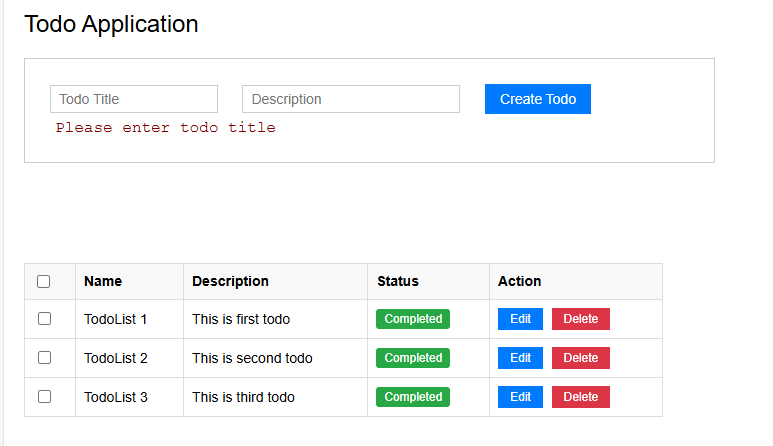 Todo Application
Todo Title Description Create Todo
Please enter todo title
Name Description Status Action
TodoList 1 This is first todo Completed Edit Delete
TodoList 2 This is second todo Completed Edit Delete
TodoList 3 This is third todo Completed Edit Delete